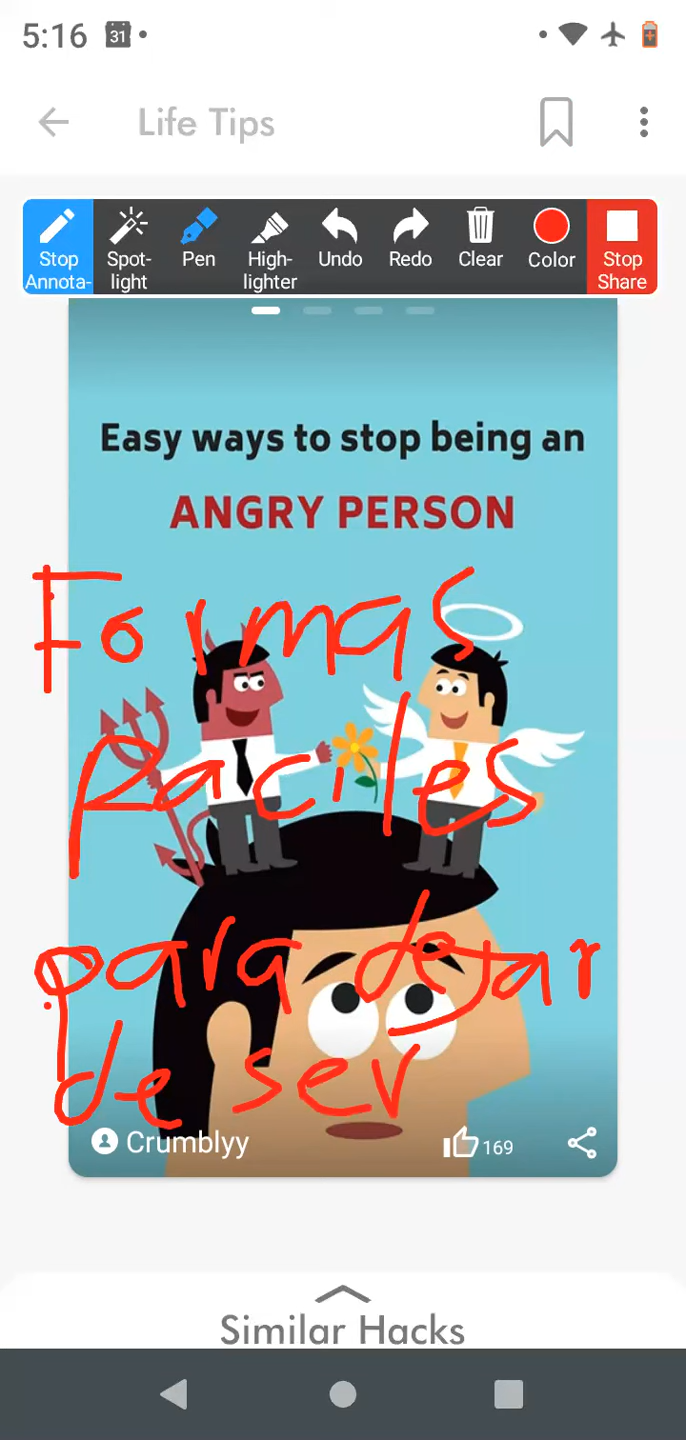 5:16 31
Life Tips
Stop Annota-
Spot-light
Pen
High-lighter
Undo
Redo
Clear
Color
Stop Share
Easy ways to stop being an
ANGRY PERSON
Formas
faciles
para dejar
de ser
Crumblyy
169
Similar Hacks